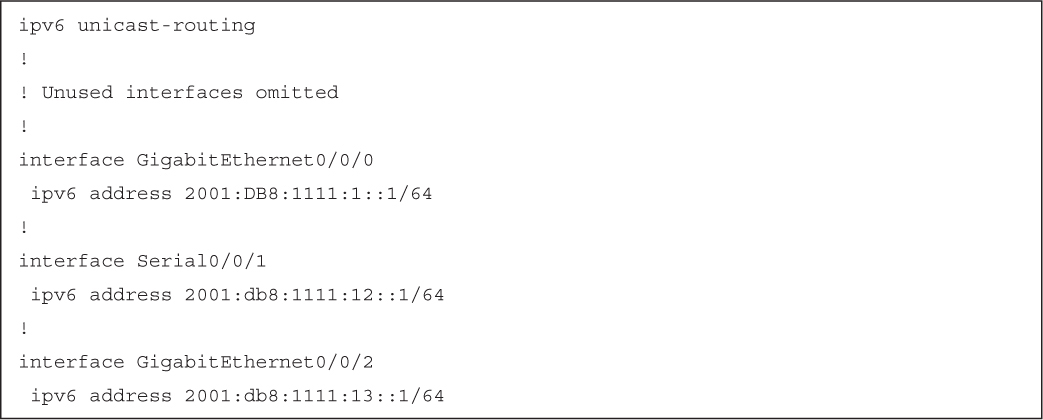 ipv6 unicast-routing
!
! Unused interfaces omitted
!
interface GigabitEthernet0/0/0
 ipv6 address 2001:DB8:1111:1::1/64
!
interface Serial0/0/1
 ipv6 address 2001:db8:1111:12::1/64
!
interface GigabitEthernet0/0/2
 ipv6 address 2001:db8:1111:13::1/64